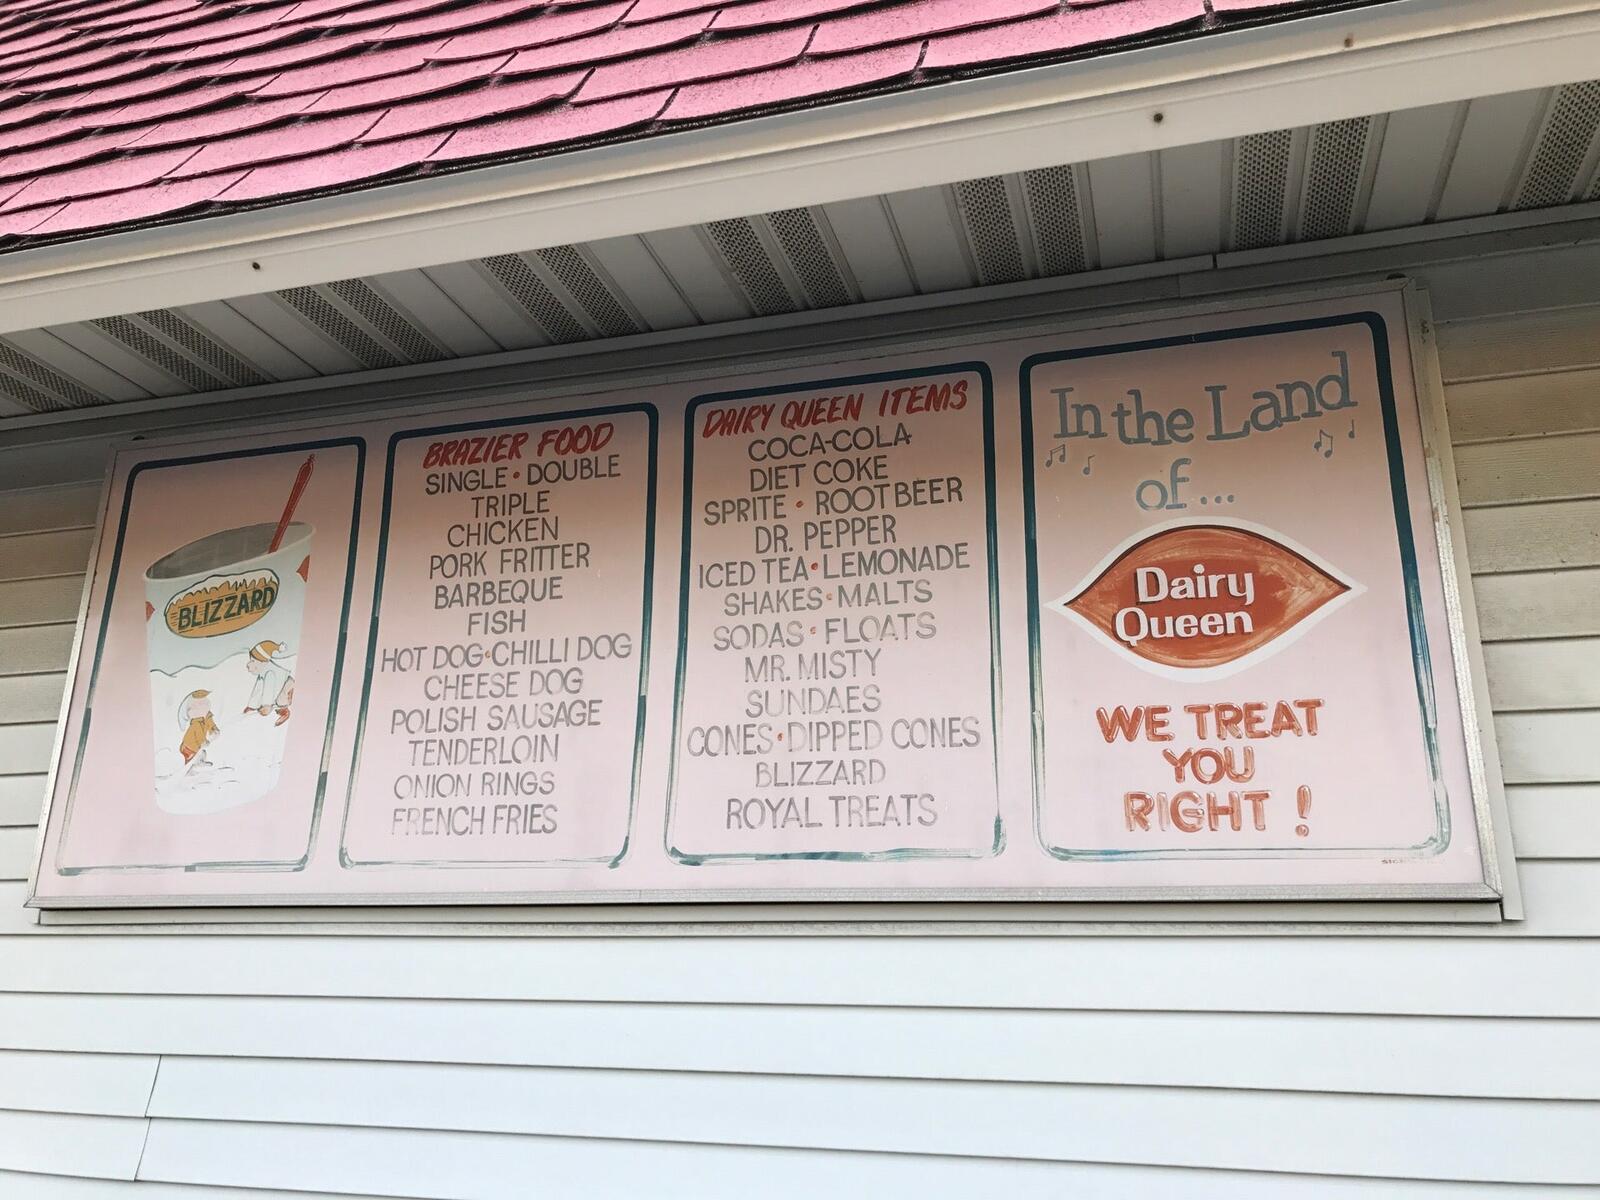 BLIZZARD
BRAZIER FOOD
SINGLE • DOUBLE
TRIPLE
CHICKEN
PORK FRITTER
BARBEQUE
FISH
HOT DOG • CHILLI DOG
CHEESE DOG
POLISH SAUSAGE
TENDERLOIN
ONION RINGS
FRENCH FRIES
DAIRY QUEEN ITEMS
COCA-COLA
DIET COKE
SPRITE • ROOT BEER
DR. PEPPER
ICED TEA • LEMONADE
SHAKES • MALTS
SODAS • FLOATS
MR. MISTY
SUNDAES
CONES • DIPPED CONES
BLIZZARD
ROYAL TREATS
In the Land
of...
Dairy
Queen
WE TREAT
YOU
RIGHT !